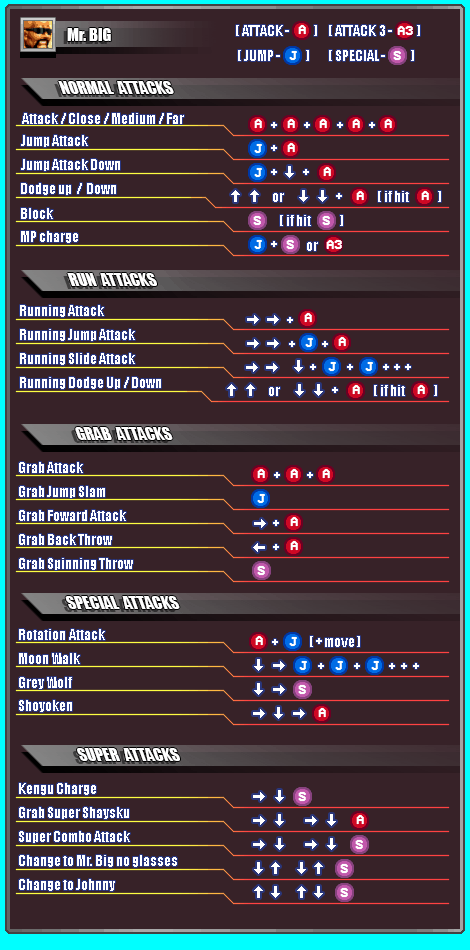 Mr. BIG
[ ATTACK - A ] [ ATTACK 3 - A3 ]
[ JUMP - J ] [ SPECIAL- S ]
NORMAL ATTACKS
Attack / Close / Medium / Far A + A + A + A + A
Jump Attack J + A
Jump Attack Down J + ↓ + A
Dodge up / Down ↑ ↑ or ↓ ↓ + A [ if hit A ]
Block S [ if hit S ]
MP charge J + S or A3
RUN ATTACKS
Running Attack → → + A
Running Jump Attack → → + J + A
Running Slide Attack → → ↓ + J + J + + +
Running Dodge Up / Down ↑ ↑ or ↓ ↓ + A [ if hit A ]
GRAB ATTACKS
Grab Attack A + A + A
Grab Jump Slam J
Grab Foward Attack → + A
Grab Back Throw ← + A
Grab Spinning Throw S
SPECIAL ATTACKS
Rotation Attack A + J [ + move ]
Moon Walk ↓ → J + J + J + + +
Grey Wolf ↓ → S
Shoyoken → ↓ → A
SUPER ATTACKS
Kengu Charge → ↓ S
Grab Super Shaysku → ↓ → ↓ A
Super Combo Attack → ↓ → ↓ S
Change to Mr. Big no glasses ↓ ↑ ↓ ↑ S
Change to Johnny ↑ ↓ ↑ ↓ S